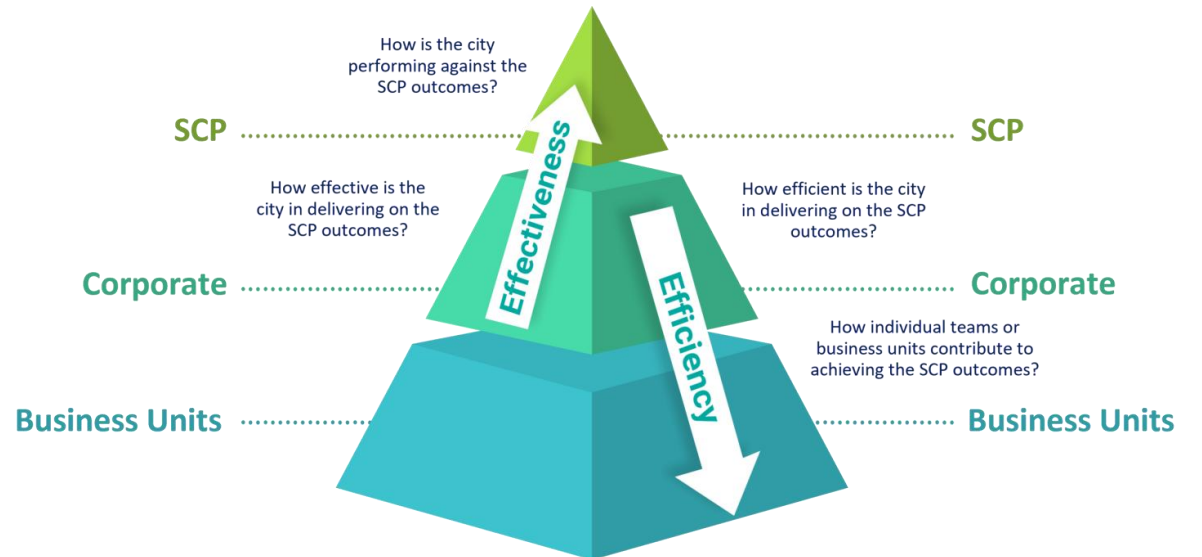 How is the city
performing against the
SCP outcomes?
SCP
SCP
How effective is the
city in delivering on the
SCP outcomes?
Effectiveness
How efficient is the city
in delivering on the SCP
outcomes?
Corporate
Efficiency
Corporate
How individual teams or
business units contribute to
achieving the SCP outcomes?
Business Units
Business Units